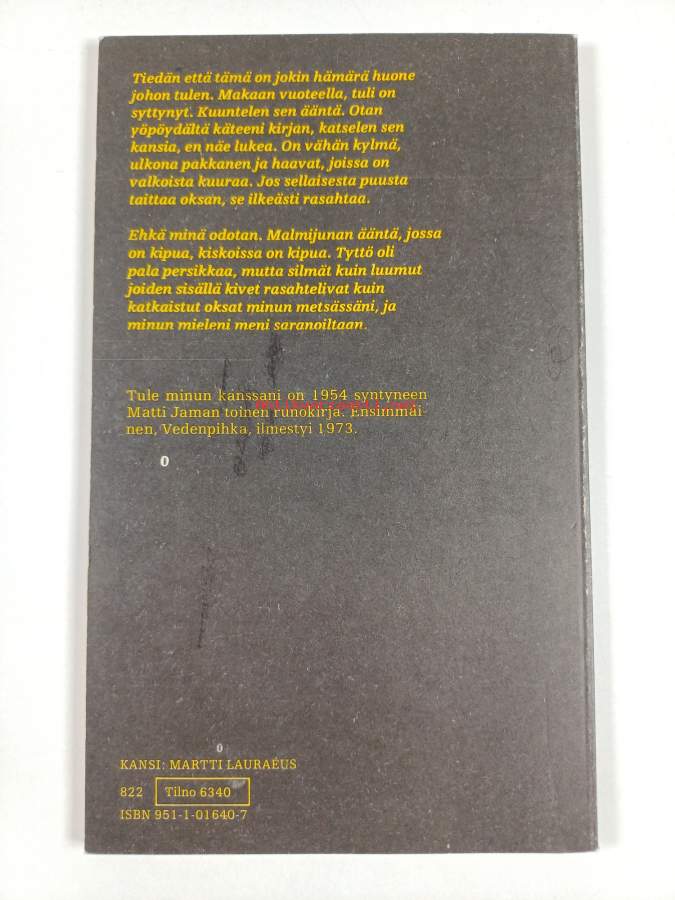 Tiedän että tämä on jokin hämärä huone
johon tulen. Makaan vuoteella, tuli on
syttynyt. Kuuntelen sen ääntä. Otan
yöpöydältä käteeni kirjan, katselen sen
kansia, en näe lukea. On vähän kylmä,
ulkona pakkanen ja haavat, joissa on
valkoista kuuraa. Jos sellaisesta puusta
taittaa oksan, se ilkeästi rasahtaa.
Ehkä minä odotan. Malmijunan ääntä, jossa
on kipua, kiskoissa on kipua. Tyttö oli
pala persikkaa, mutta silmät kuin luumut
joiden sisällä kivet rasahtelivat kuin
katkaistut oksat minun metsässäni, ja
minun mieleni meni saranoiltaan.
Tule minun kanssani on 1954 syntyneen
Matti Jaman toinen runokirja. Ensimmäi-
nen, Vedenpihka, ilmestyi 1973.
0
0
KANSI: MARTTI LAURAEUS
822 Tilno 6340
ISBN 951-1-01640-7